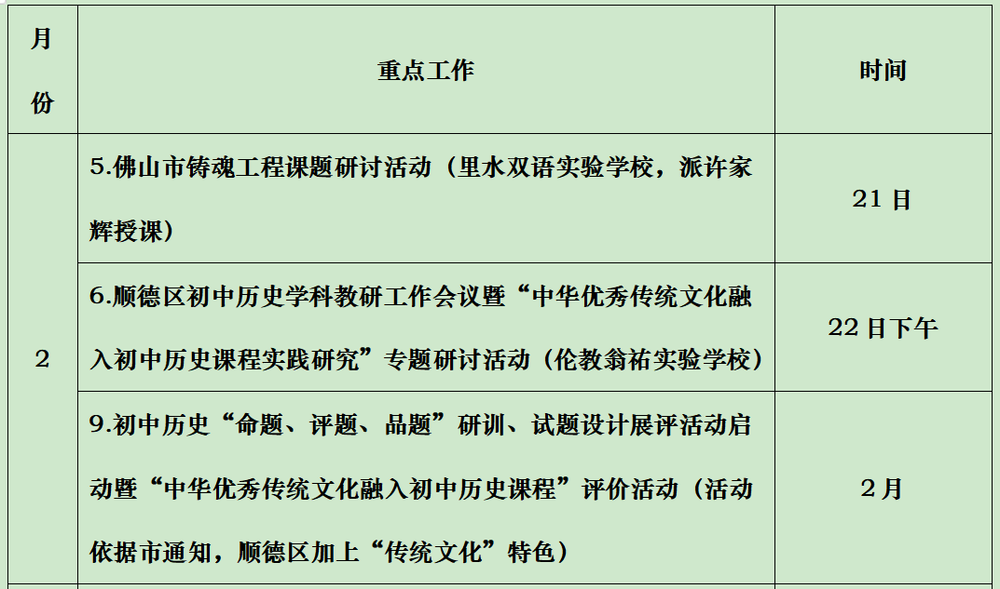 月
份
重点工作
时间
5.佛山市铸魂工程课题研讨活动（里水双语实验学校，派许家
辉授课）
21 日
6.顺德区初中历史学科教研工作会议暨“中华优秀传统文化融
入初中历史课程实践研究”专题研讨活动（伦教翁祐实验学校）
22 日下午
2
9.初中历史“命题、评题、品题”研训、试题设计展评活动启
动暨“中华优秀传统文化融入初中历史课程”评价活动（活动
依据市通知，顺德区加上“传统文化”特色）
2 月